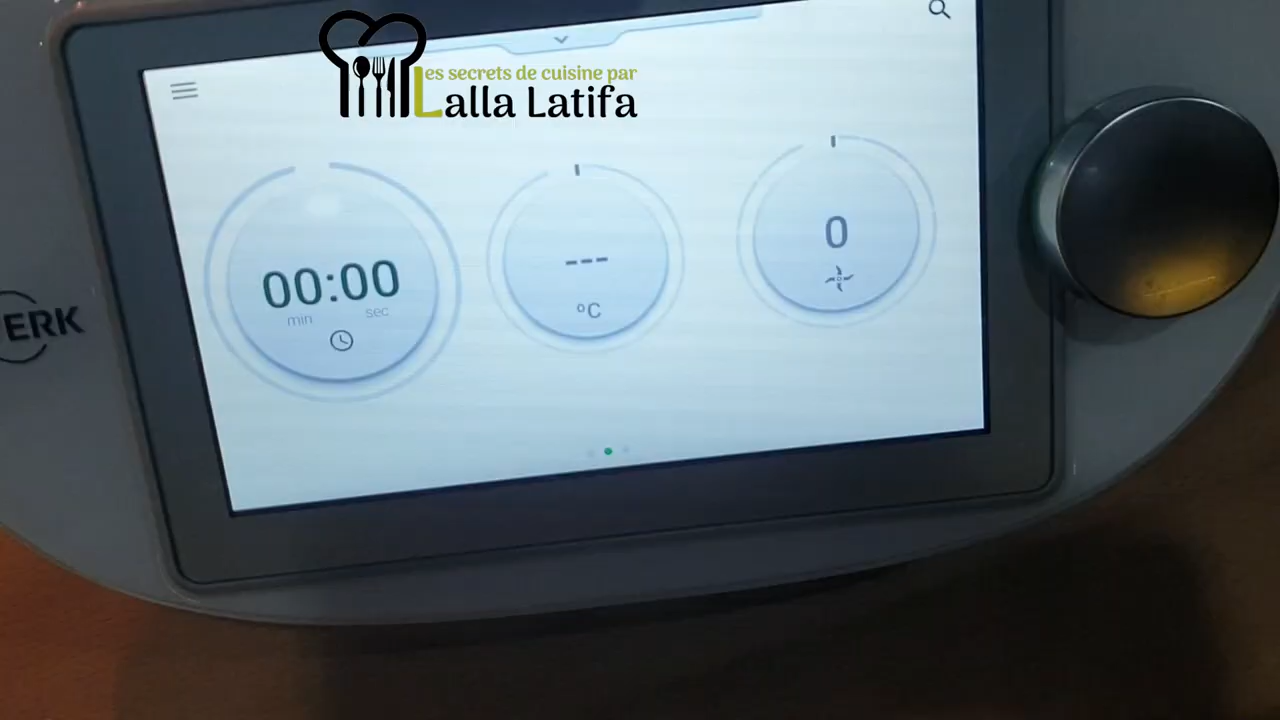 es secrets de cuisine par
Lalla Latifa
00:00
min
sec
---
°C
0
ERK